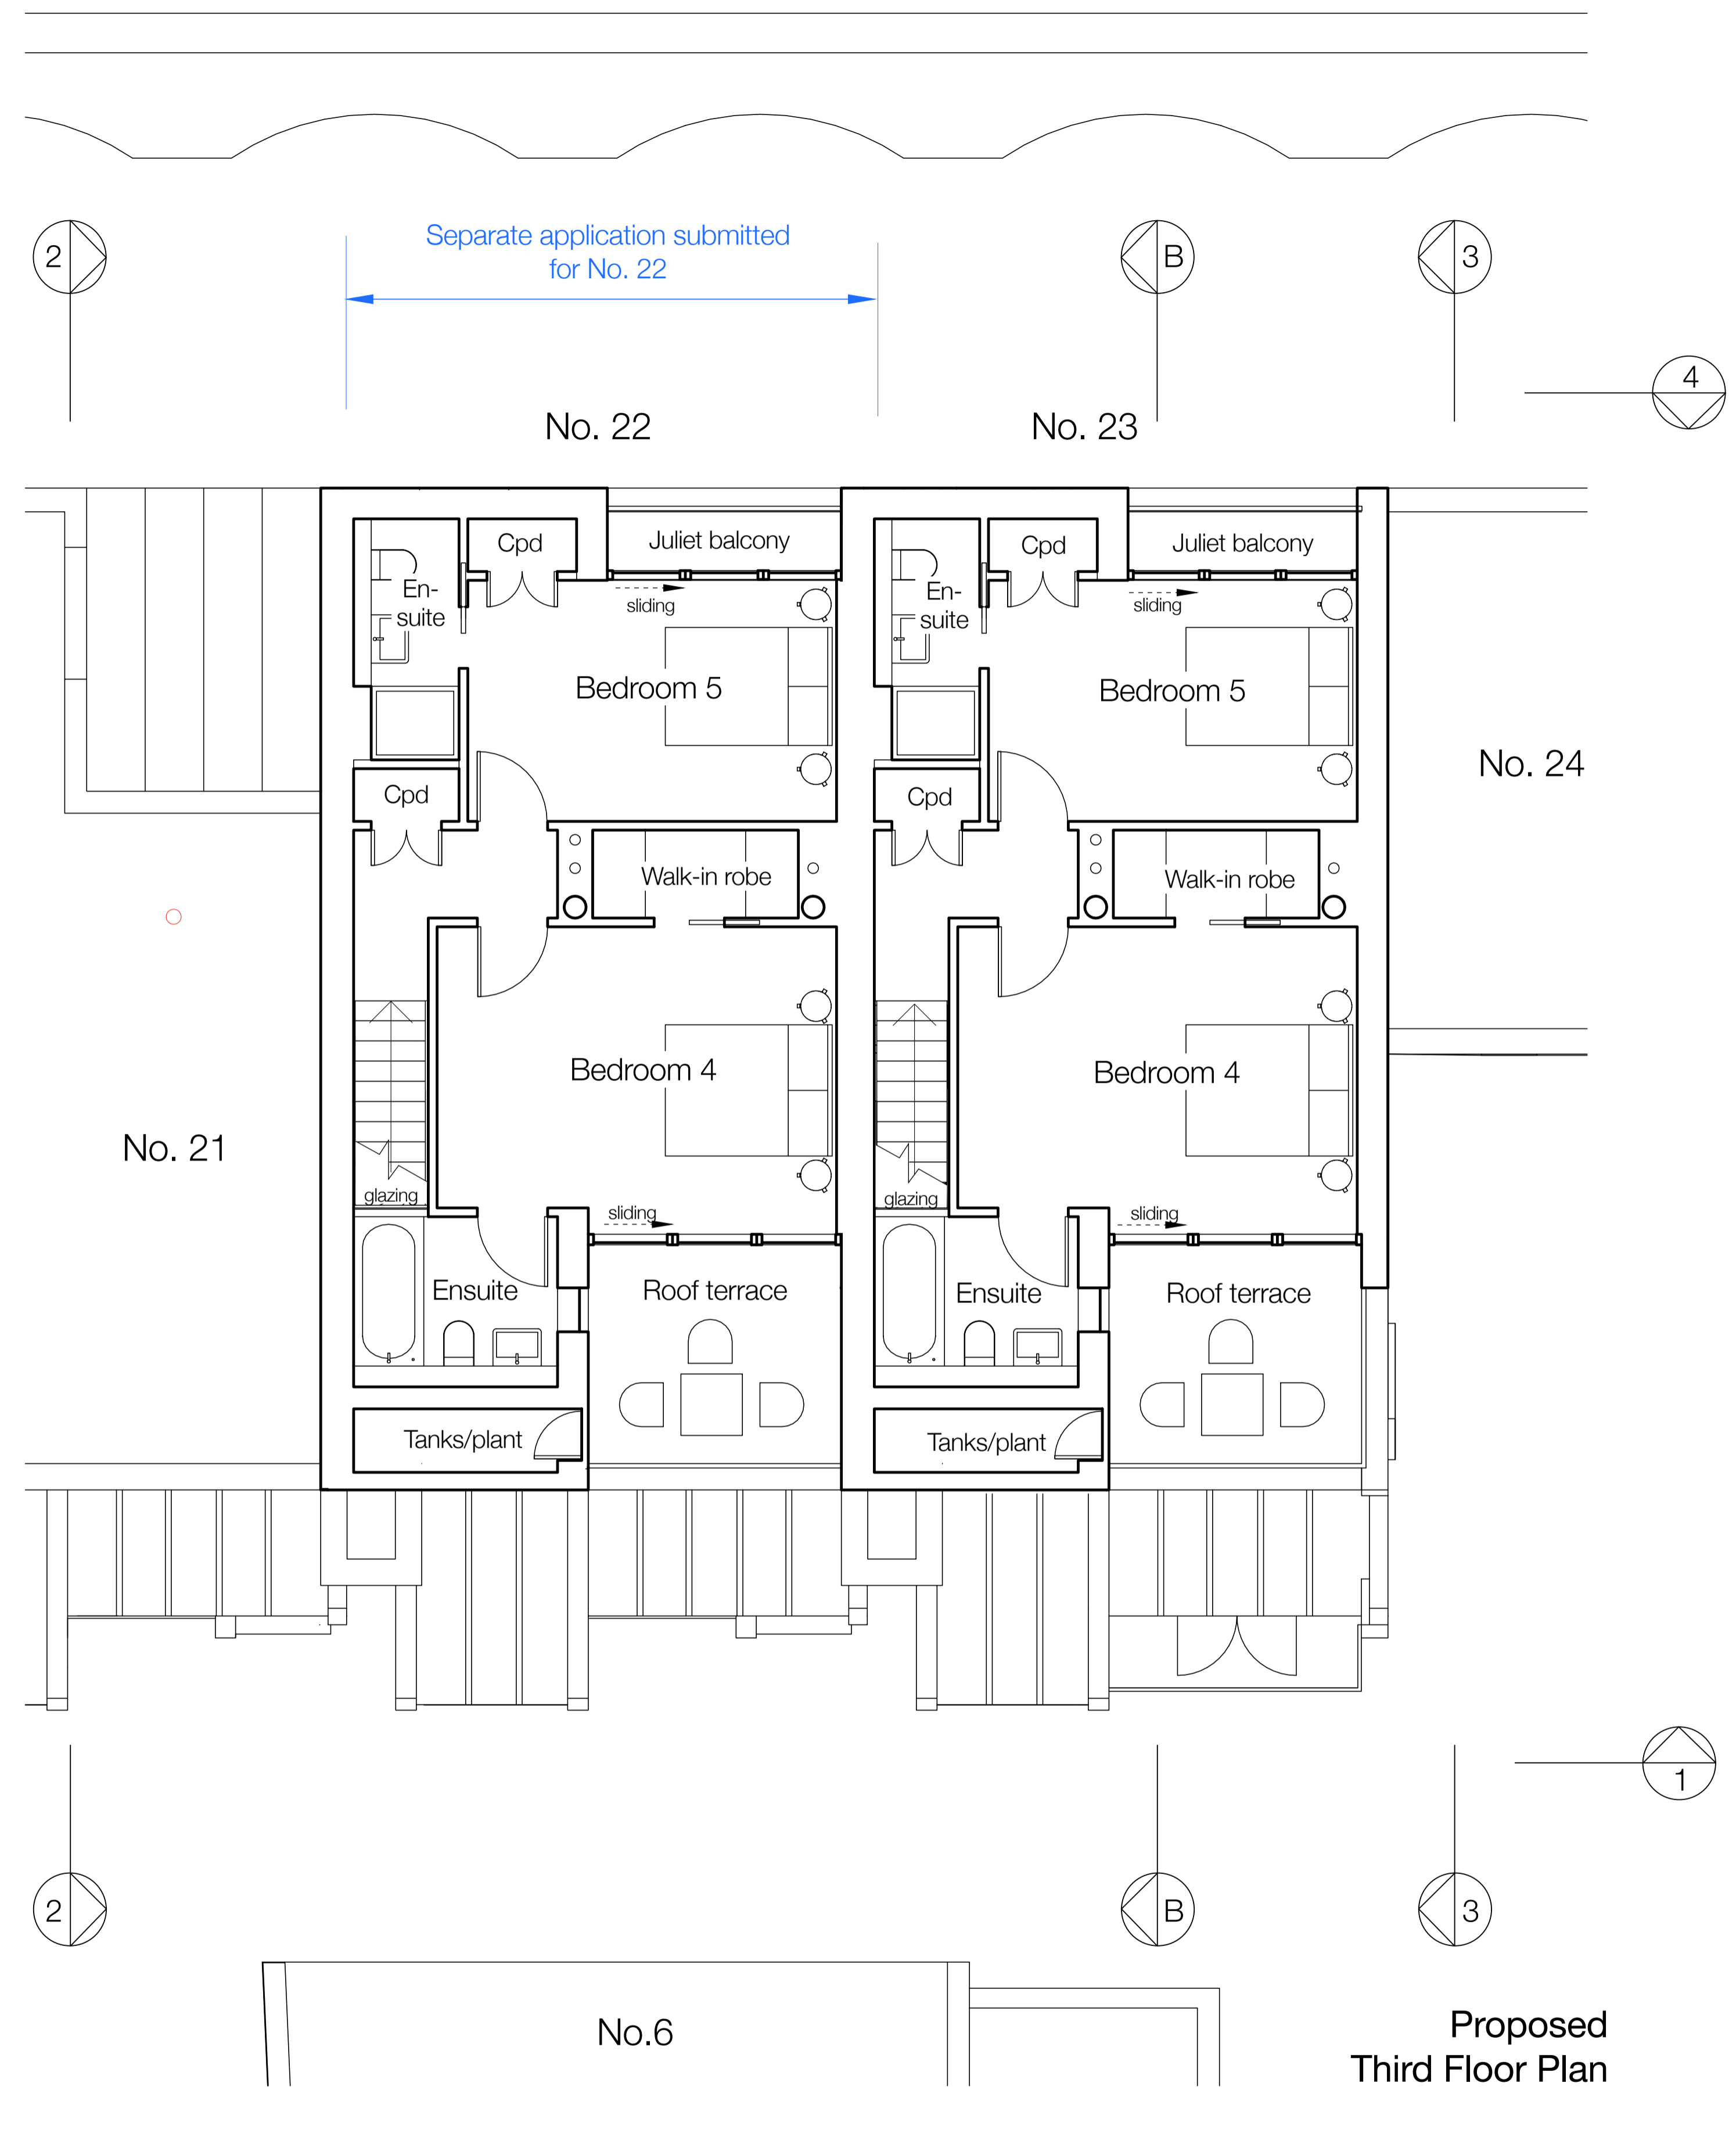 Separate application submitted
for No. 22
2
B
3
4
No. 22
No. 23
Cpd
Juliet balcony
Cpd
Juliet balcony
En-
suite
sliding
En-
suite
sliding
Bedroom 5
Bedroom 5
No. 24
Cpd
Cpd
Walk-in robe
Walk-in robe
Bedroom 4
Bedroom 4
No. 21
glazing
sliding
glazing
sliding
Ensuite
Roof terrace
Ensuite
Roof terrace
Tanks/plant
Tanks/plant
1
2
B
3
No.6
Proposed
Third Floor Plan